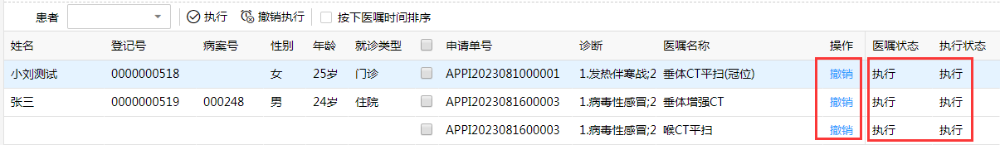 患者 执行 撤销执行 按下医嘱时间排序
姓名 登记号 病案号 性别 年龄 就诊类型 申请单号 诊断 医嘱名称 操作 医嘱状态 执行状态
小刘测试 0000000518 女 25岁 门诊 APPI2023081000001 1.发热伴寒战;2 垂体CT平扫(冠位) 撤销 执行 执行
张三 0000000519 000248 男 24岁 住院 APPI2023081600003 1.病毒性感冒;2 垂体增强CT 撤销 执行 执行
APPI2023081600003 1.病毒性感冒;2 喉CT平扫 撤销 执行 执行